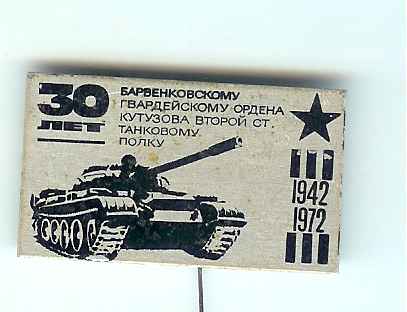 30
ЛЕТ
БАРВЕНКОВСКОМУ
ГВАРДЕЙСКОМУ ОРДЕНА
КУТУЗОВА ВТОРОЙ СТ.
ТАНКОВОМУ
ПОЛКУ
1942
1972